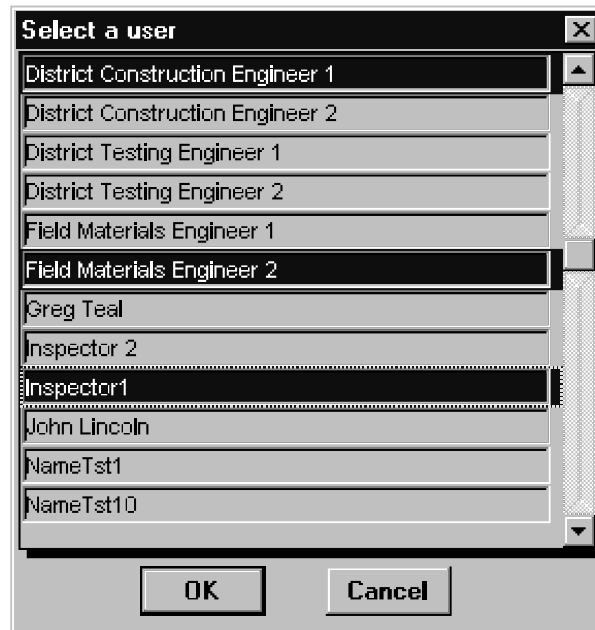 Select a user
District Construction Engineer 1
District Construction Engineer 2
District Testing Engineer 1
District Testing Engineer 2
Field Materials Engineer 1
Field Materials Engineer 2
Greg Teal
Inspector 2
Inspector1
John Lincoln
NameTst1
NameTst10
OK Cancel